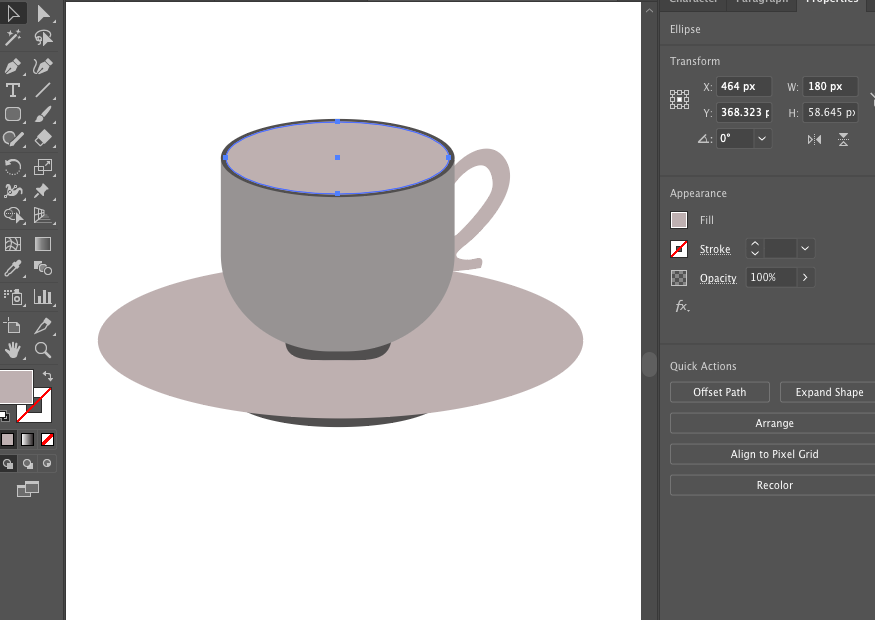 Character Paragraph Properties
Ellipse
Transform
X: 464 px W: 180 px
Y: 368.323 p H: 58.645 px
0°
Appearance
Fill
Stroke
Opacity 100%
fx.
Quick Actions
Offset Path Expand Shape
Arrange
Align to Pixel Grid
Recolor